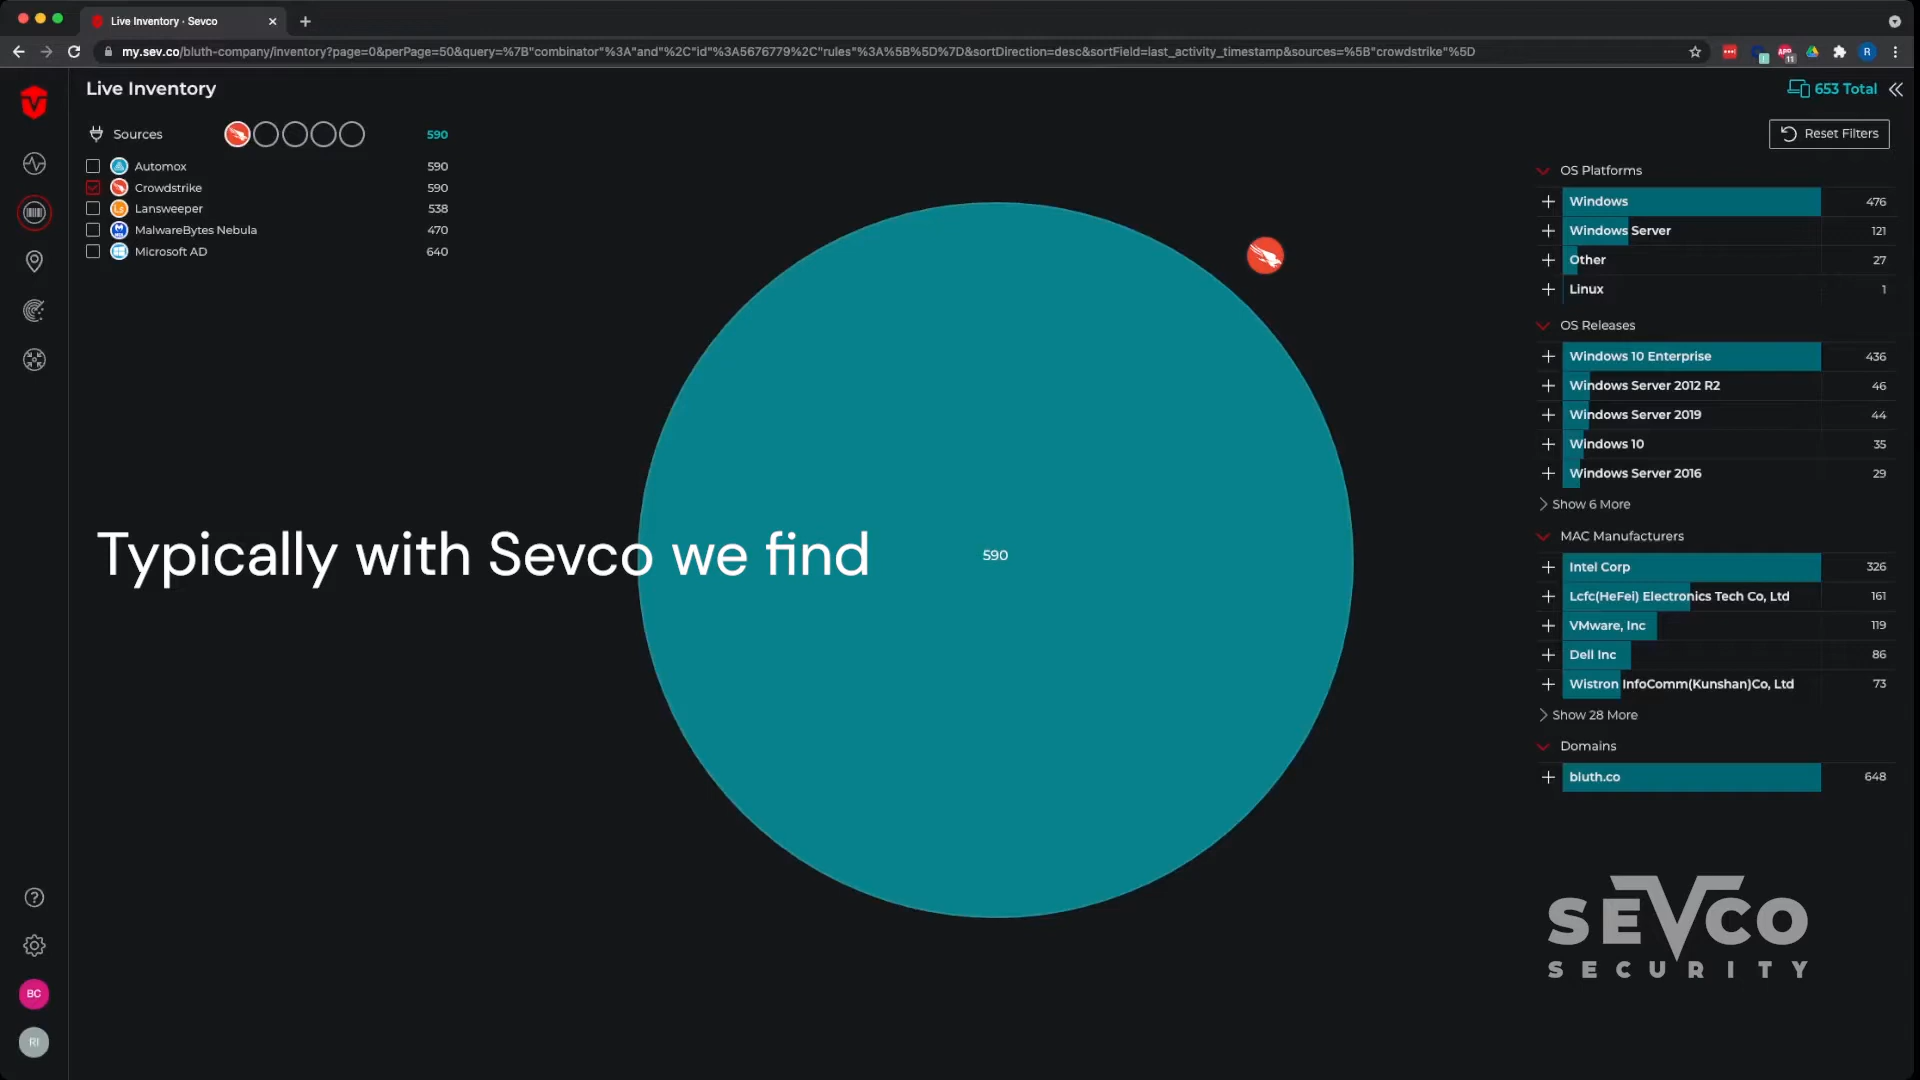 Live Inventory · Sevco
my.sev.co/bluth-company/inventory?page=0&perPage=50&query=%7B"combinator"%3A"and"%2C"id"%3A5676779%2C"rules"%3A%5B%5D%7D&sortDirection=desc&sortField=last_activity_timestamp&sources=%5B"crowdstrike"%5D
APP
11
1
R
Live Inventory
653 Total
Sources
590
Reset Filters
Automox 590
Crowdstrike 590
Ls
Lansweeper 538
MalwareBytes Nebula 470
Microsoft AD 640
OS Platforms
Windows 476
Windows Server 121
Other 27
Linux 1
OS Releases
Windows 10 Enterprise 436
Windows Server 2012 R2 46
Windows Server 2019 44
Windows 10 35
Windows Server 2016 29
Show 6 More
MAC Manufacturers
Intel Corp 326
Lcfc(HeFei) Electronics Tech Co, Ltd 161
VMware, Inc 119
Dell Inc 86
Wistron InfoComm(Kunshan)Co, Ltd 73
Show 28 More
Domains
bluth.co 648
Typically with Sevco we find
590
SEVCO
SECURITY
BC
RI